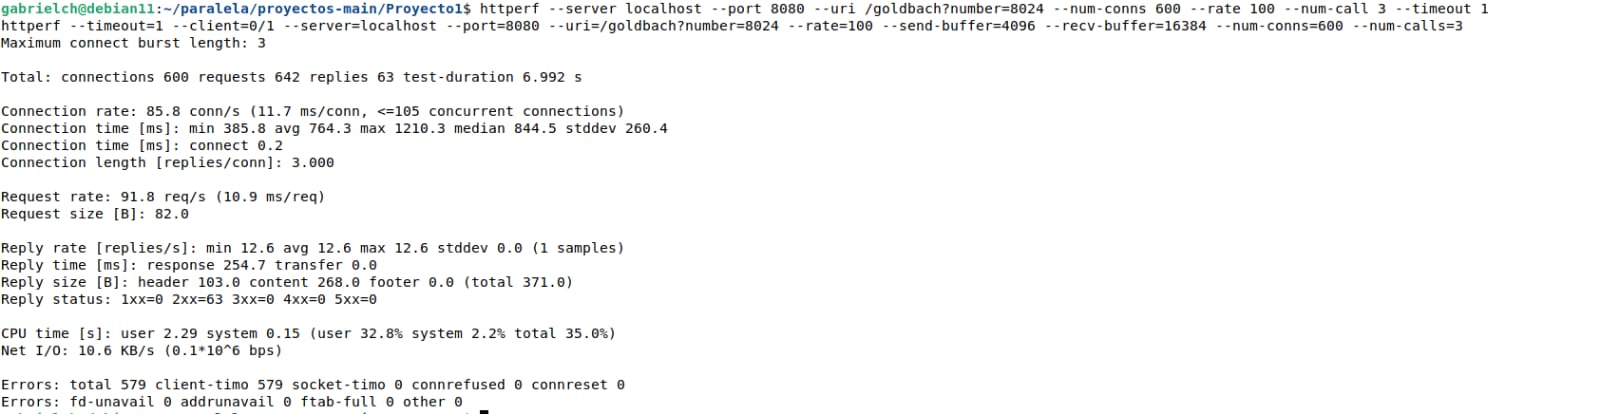 gabrielch@debian11:~/paralela/proyectos-main/Proyecto1$ httperf --server localhost --port 8080 --uri /goldbach?number=8024 --num-conns 600 --rate 100 --num-call 3 --timeout 1
httperf --timeout=1 --client=0/1 --server=localhost --port=8080 --uri=/goldbach?number=8024 --rate=100 --send-buffer=4096 --recv-buffer=16384 --num-conns=600 --num-calls=3
Maximum connect burst length: 3
Total: connections 600 requests 642 replies 63 test-duration 6.992 s
Connection rate: 85.8 conn/s (11.7 ms/conn, <=105 concurrent connections)
Connection time [ms]: min 385.8 avg 764.3 max 1210.3 median 844.5 stddev 260.4
Connection time [ms]: connect 0.2
Connection length [replies/conn]: 3.000
Request rate: 91.8 req/s (10.9 ms/req)
Request size [B]: 82.0
Reply rate [replies/s]: min 12.6 avg 12.6 max 12.6 stddev 0.0 (1 samples)
Reply time [ms]: response 254.7 transfer 0.0
Reply size [B]: header 103.0 content 268.0 footer 0.0 (total 371.0)
Reply status: 1xx=0 2xx=63 3xx=0 4xx=0 5xx=0
CPU time [s]: user 2.29 system 0.15 (user 32.8% system 2.2% total 35.0%)
Net I/O: 10.6 KB/s (0.1*10^6 bps)
Errors: total 579 client-timo 579 socket-timo 0 connrefused 0 connreset 0
Errors: fd-unavail 0 addrunavail 0 ftab-full 0 other 0